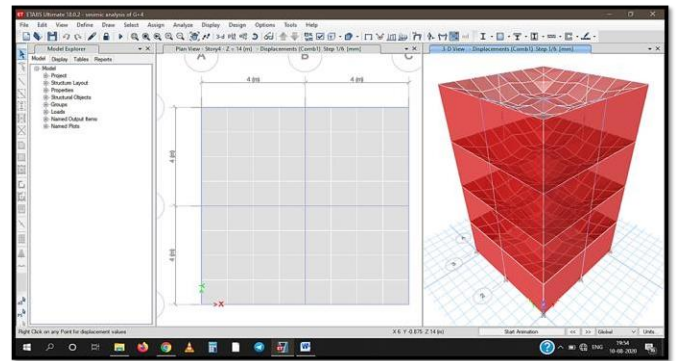 ETABS Ultimate 18.0.2 - seismic analysis of G+4
File Edit View Define Draw Select Assign Analyze Display Design Options Tools Help
Model Explorer
Plan View - Story4 - Z = 14 (m) - Displacements (Comb1) Step 1/6 [mm]
3-D View - Displacements (Comb1) Step 1/6 [mm]
Model Display Tables Reports
Model
Project
Structure Layout
Properties
Structural Objects
Groups
Loads
Named Output Items
Named Plots
A B C
4 (m) 4 (m)
4 (m)
4 (m)
Y
X
Right Click on any Point for displacement values
Start Animation << >> Global Units
ENG
19:54
10-08-2020